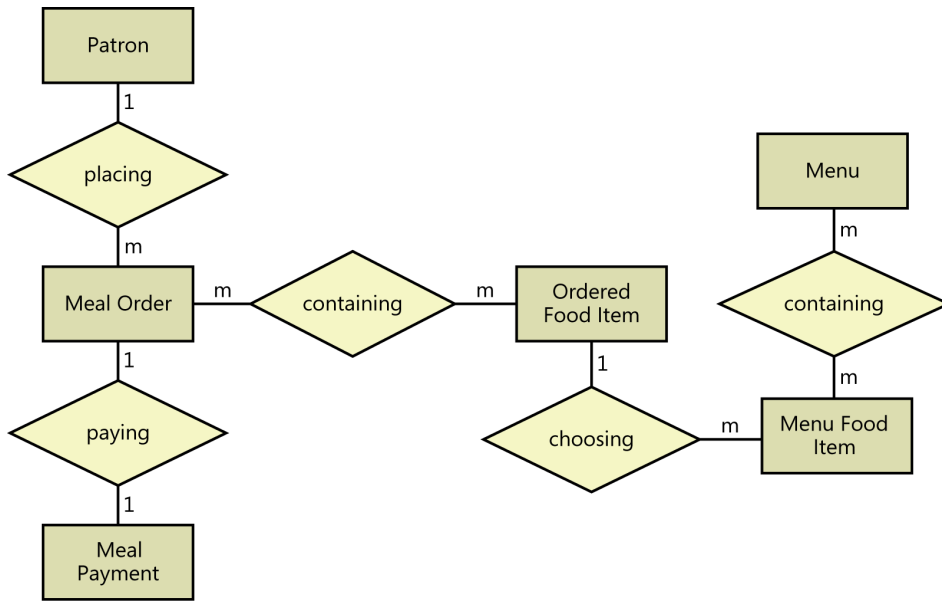 Patron
1
placing
Menu
m
m
Meal Order
m
containing
m
Ordered
Food Item
containing
1
1
m
paying
choosing
m
Menu Food
Item
1
Meal
Payment